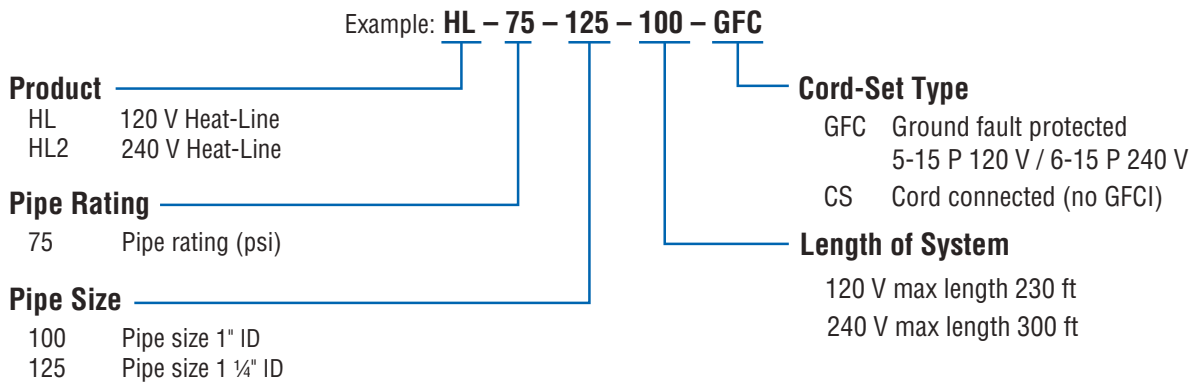 Example: HL – 75 – 125 – 100 – GFC
Product
HL 120 V Heat-Line
HL2 240 V Heat-Line
Pipe Rating
75 Pipe rating (psi)
Pipe Size
100 Pipe size 1" ID
125 Pipe size 1 ¼" ID
Cord-Set Type
GFC Ground fault protected
5-15 P 120 V / 6-15 P 240 V
CS Cord connected (no GFCI)
Length of System
120 V max length 230 ft
240 V max length 300 ft